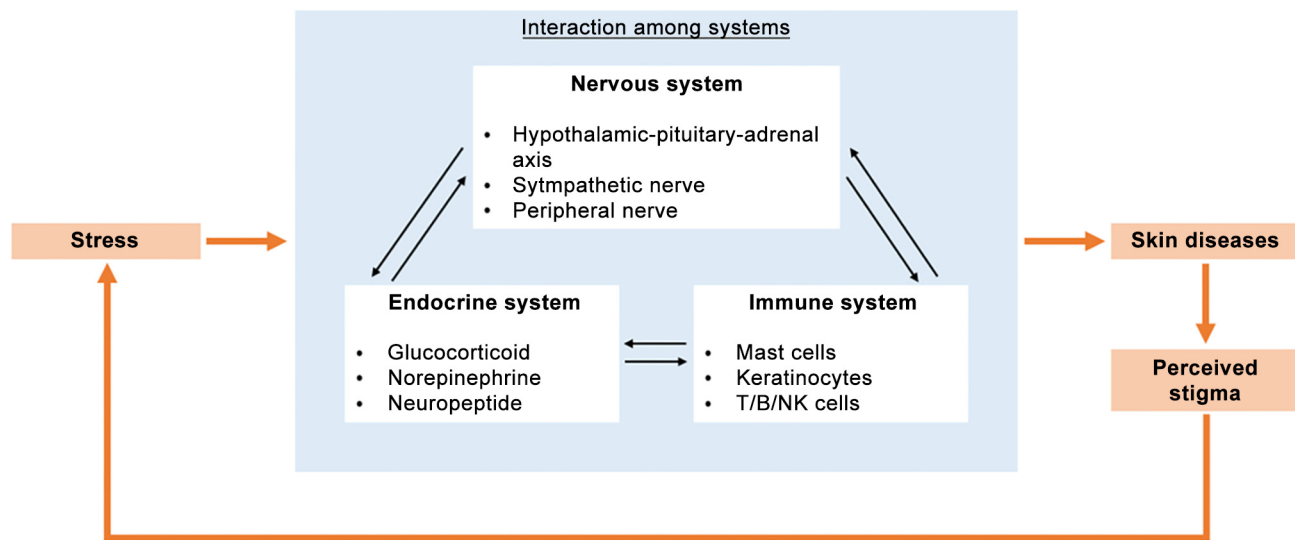 Interaction among systems
Nervous system
• Hypothalamic-pituitary-adrenal
axis
• Sytmpathetic nerve
• Peripheral nerve
Stress
Skin diseases
Endocrine system
• Glucocorticoid
• Norepinephrine
• Neuropeptide
Immune system
• Mast cells
• Keratinocytes
• T/B/NK cells
Perceived
stigma